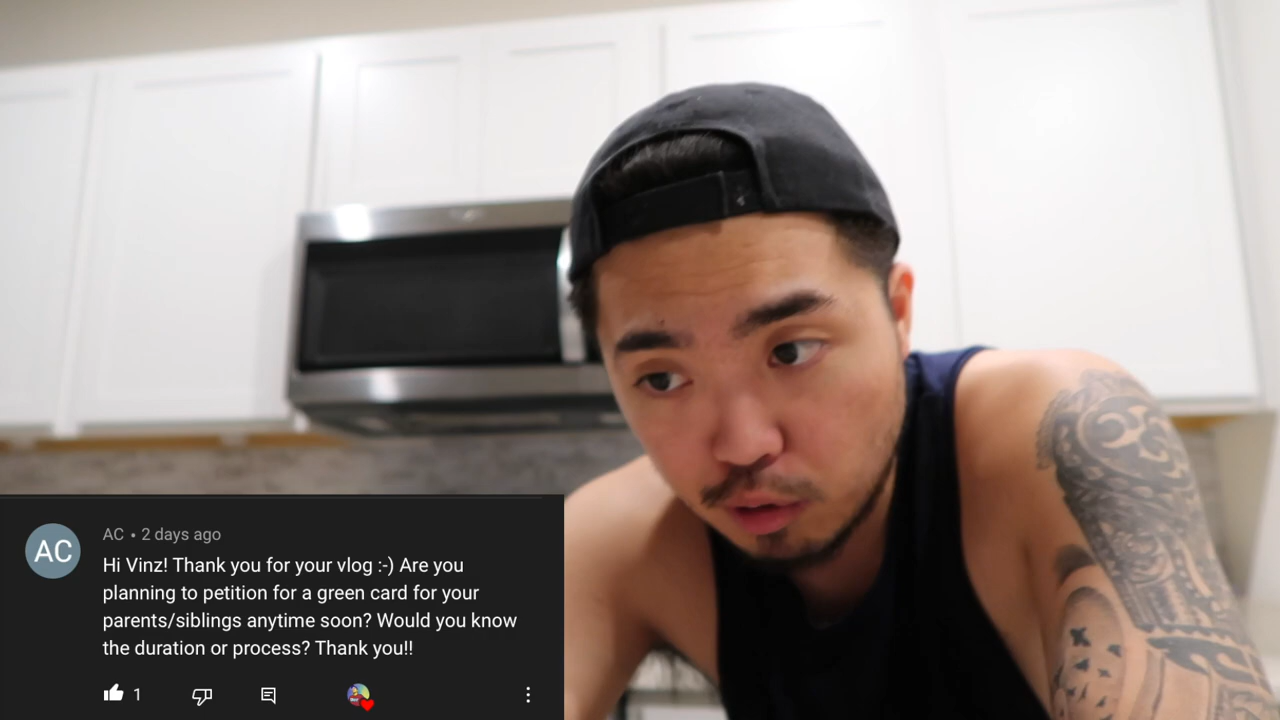 AC
AC • 2 days ago
Hi Vinz! Thank you for your vlog :-) Are you
planning to petition for a green card for your
parents/siblings anytime soon? Would you know
the duration or process? Thank you!!
1